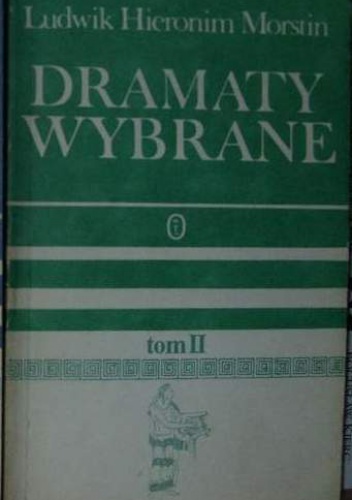 Ludwik Hieronim Morstin
DRAMATY
WYBRANE
tom II